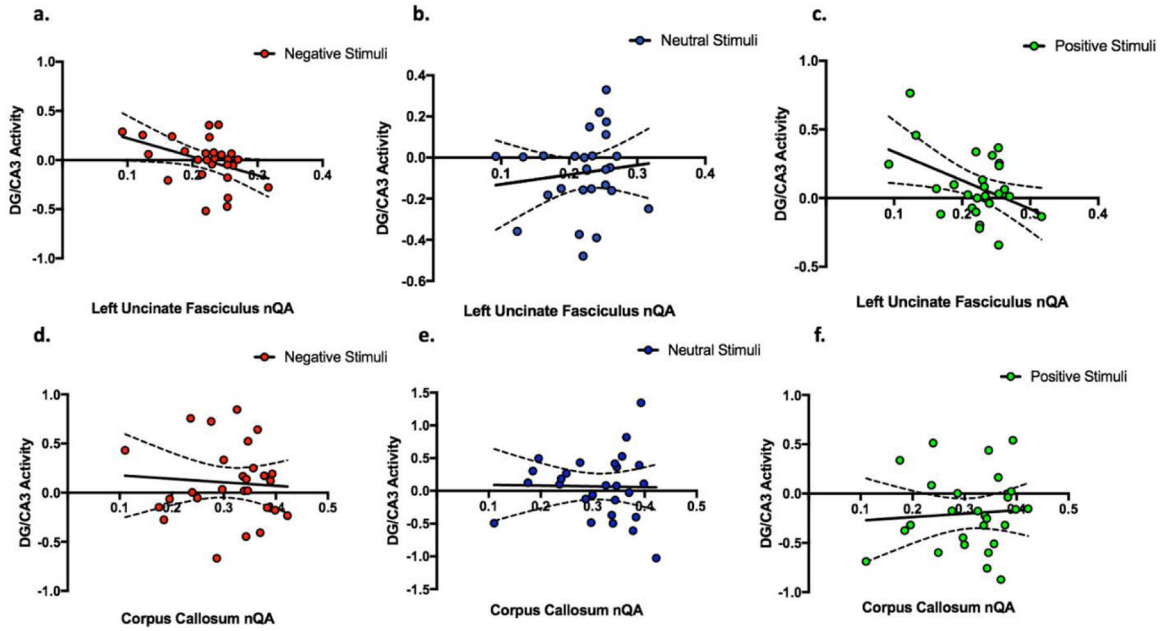 a.
Negative Stimuli
1.0
0.5
0.0
-0.5
-1.0
0.1
0.2
0.3
0.4
DG/CA3 Activity
Left Uncinate Fasciculus nQA
b.
Neutral Stimuli
0.4
0.2
0.0
-0.2
-0.4
-0.6
0.1
0.2
0.3
0.4
DG/CA3 Activity
Left Uncinate Fasciculus nQA
c.
Positive Stimuli
1.0
0.5
0.0
-0.5
0.1
0.2
0.3
0.4
DG/CA3 Activity
Left Uncinate Fasciculus nQA
d.
Negative Stimuli
1.0
0.5
0.0
-0.5
-1.0
0.1
0.2
0.3
0.4
0.5
DG/CA3 Activity
Corpus Callosum nQA
e.
Neutral Stimuli
1.5
1.0
0.5
0.0
-0.5
-1.0
-1.5
0.1
0.2
0.3
0.4
0.5
DG/CA3 Activity
Corpus Callosum nQA
f.
Positive Stimuli
1.0
0.5
0.0
-0.5
-1.0
0.1
0.2
0.3
0.4
0.5
DG/CA3 Activity
Corpus Callosum nQA